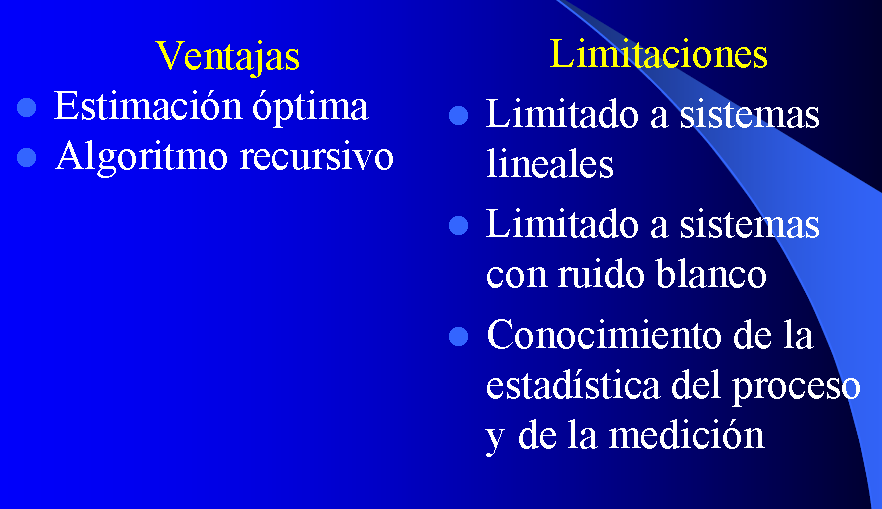 Ventajas
Estimación óptima
Algoritmo recursivo
Limitaciones
Limitado a sistemas
lineales
Limitado a sistemas
con ruido blanco
Conocimiento de la
estadística del proceso
y de la medición